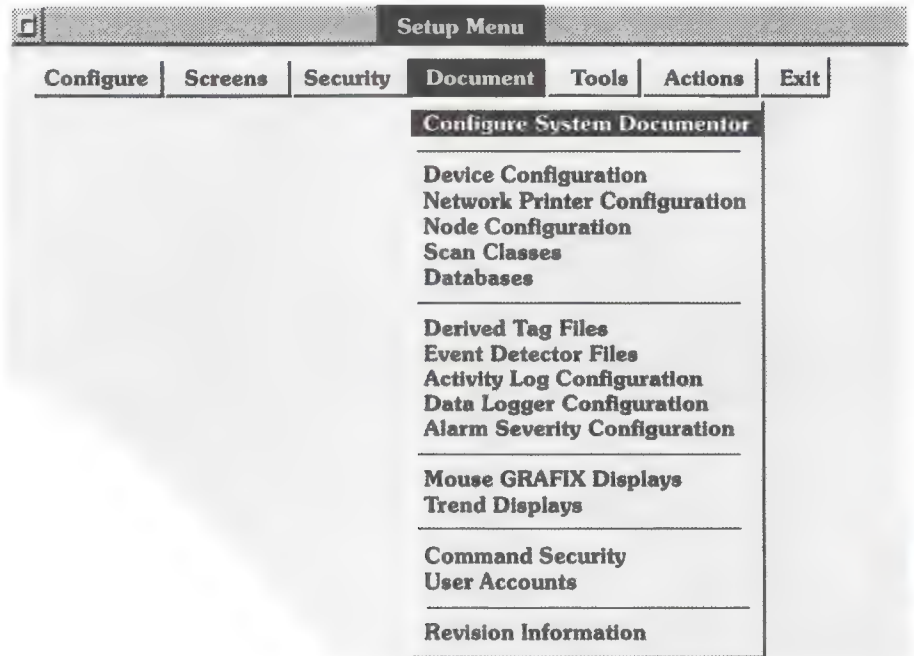 Setup Menu
Configure Screens Security Document Tools Actions Exit
Configure System Documentor
Device Configuration
Network Printer Configuration
Node Configuration
Scan Classes
Databases
Derived Tag Files
Event Detector Files
Activity Log Configuration
Data Logger Configuration
Alarm Severity Configuration
Mouse GRAFIX Displays
Trend Displays
Command Security
User Accounts
Revision Information